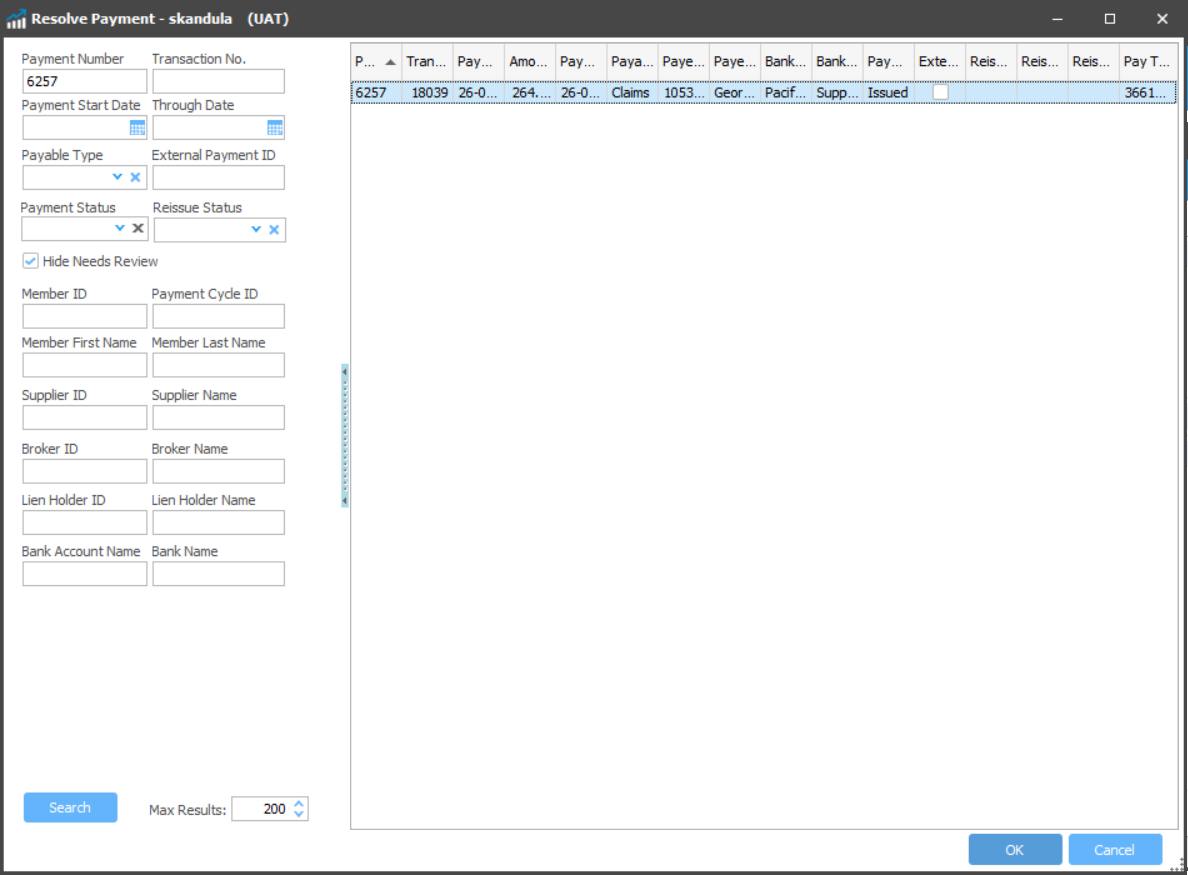 Resolve Payment - skandula (UAT)
Payment Number Transaction No.
6257
Payment Start Date Through Date
Payable Type External Payment ID
Payment Status Reissue Status
Hide Needs Review
Member ID Payment Cycle ID
Member First Name Member Last Name
Supplier ID Supplier Name
Broker ID Broker Name
Lien Holder ID Lien Holder Name
Bank Account Name Bank Name
Search Max Results: 200
P... Tran... Pay... Amo... Pay... Paya... Paye... Paye... Bank... Bank... Pay... Exte... Reis... Reis... Reis... Pay T...
6257 18039 26-0... 264.... 26-0... Claims 1053... Geor... Pacif... Supp... Issued 3661...
OK Cancel